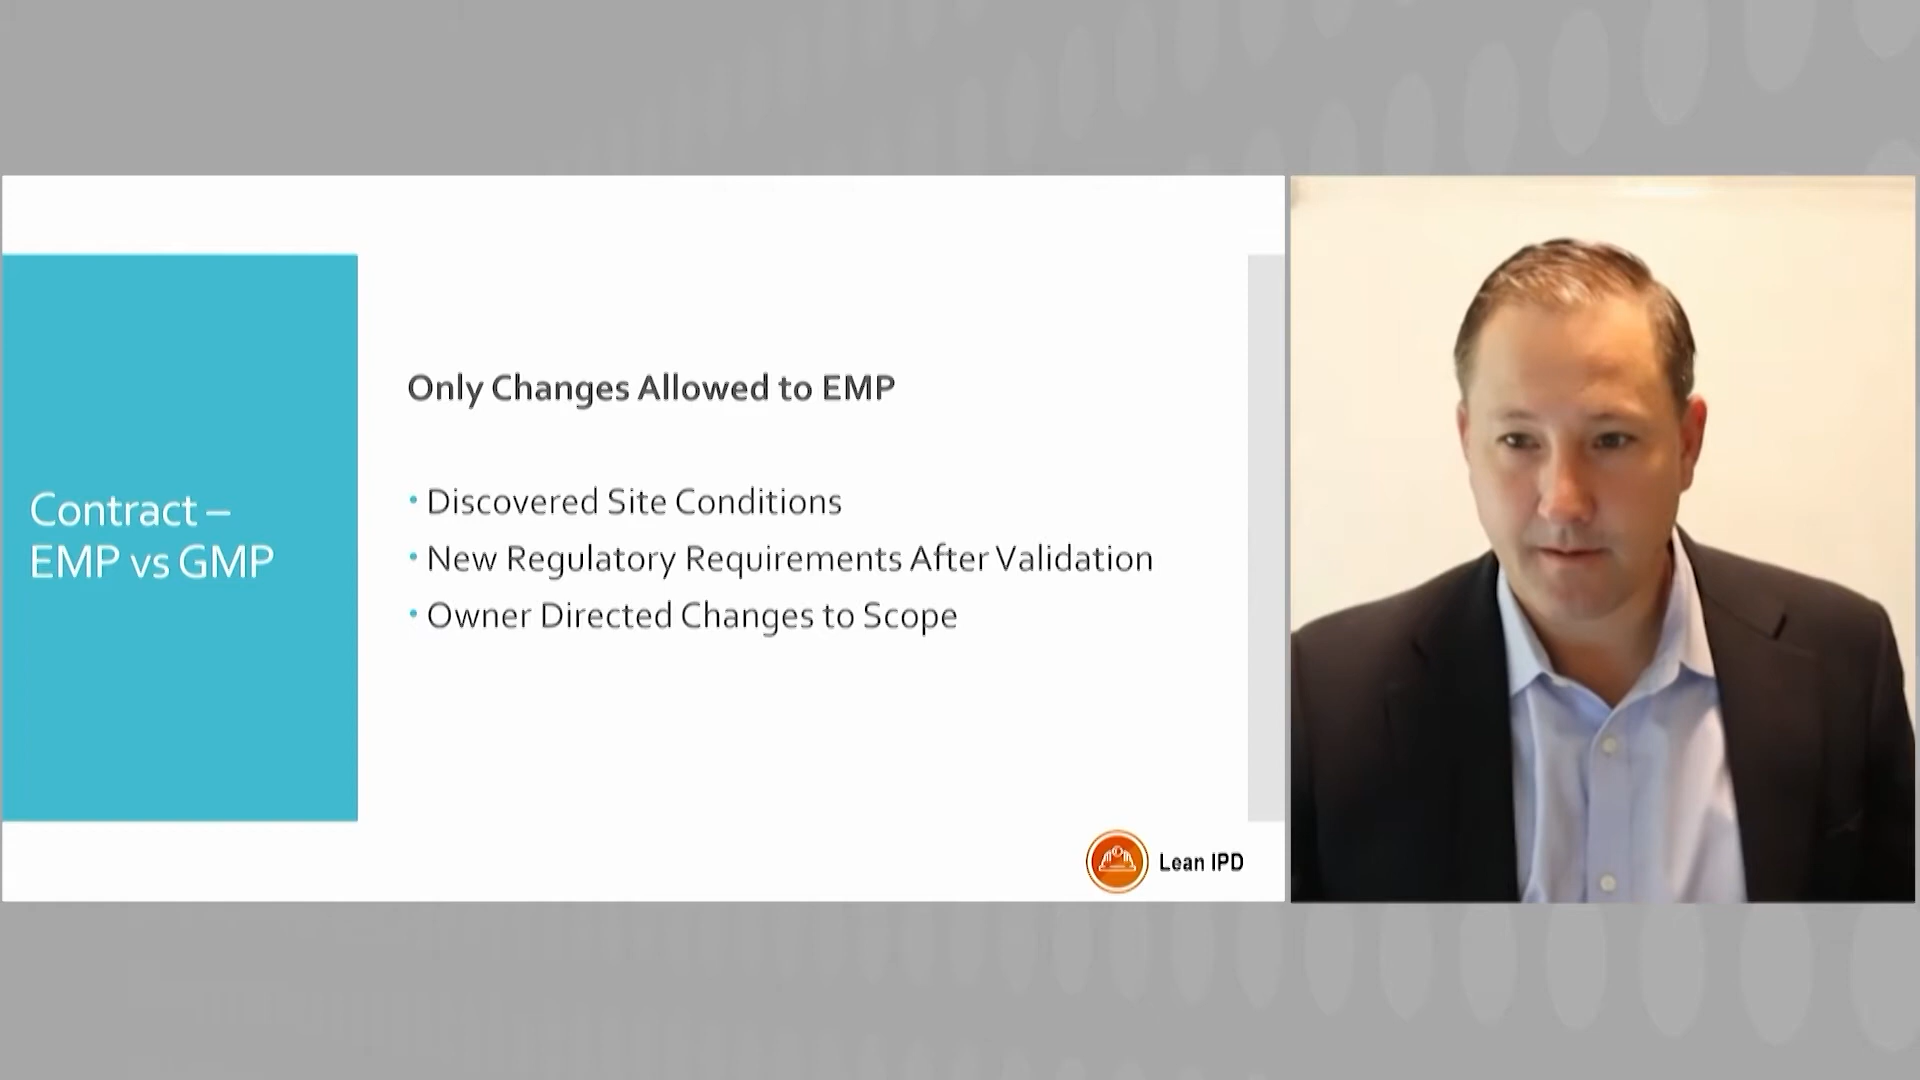 Contract –
EMP vs GMP
Only Changes Allowed to EMP
• Discovered Site Conditions
• New Regulatory Requirements After Validation
• Owner Directed Changes to Scope
Lean IPD